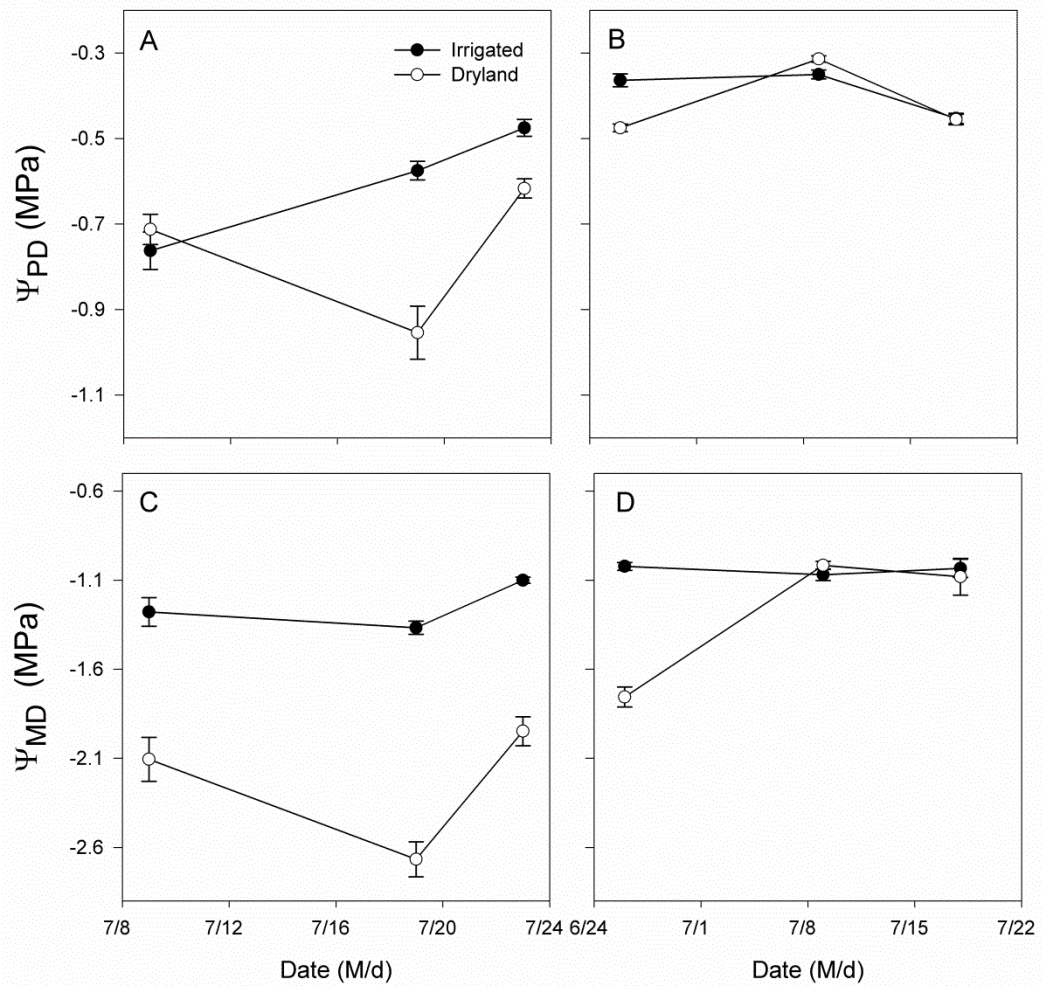 A
Irrigated
Dryland
B
-0.3
-0.5
-0.7
-0.9
-1.1
ΨPD (MPa)
C
D
-0.6
-1.1
-1.6
-2.1
-2.6
ΨMD (MPa)
7/8 7/12 7/16 7/20 7/24 6/24 7/1 7/8 7/15 7/22
Date (M/d) Date (M/d)